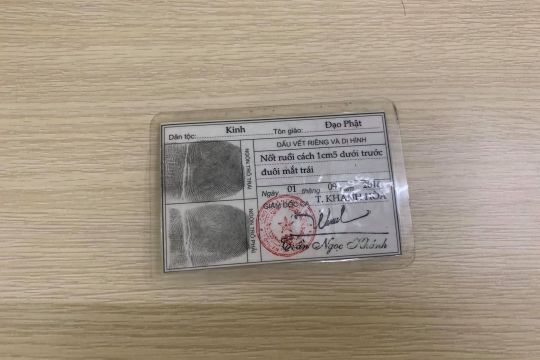 Dân tộc: Kinh Tôn giáo: Đạo Phật
DẤU VẾT RIÊNG VÀ DỊ HÌNH
Nốt ruồi cách 1cm5 dưới trước
đuôi mắt trái
Ngày 01 tháng 09
GIÁM ĐỐC CA T. KHÁNH HÒA
Trần Ngọc Khánh
NGÓN TRỎ TRÁI
NGÓN TRỎ PHẢI